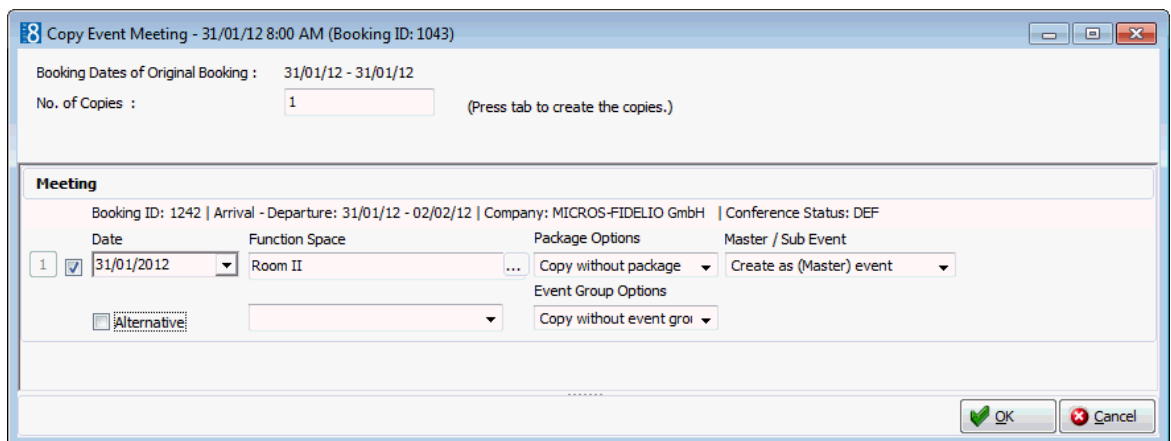 8 Copy Event Meeting - 31/01/12 8:00 AM (Booking ID: 1043)
Booking Dates of Original Booking : 31/01/12 - 31/01/12
No. of Copies : 1 (Press tab to create the copies.)
Meeting
Booking ID: 1242 | Arrival - Departure: 31/01/12 - 02/02/12 | Company: MICROS-FIDELIO GmbH | Conference Status: DEF
Date Function Space Package Options Master / Sub Event
1 31/01/2012 Room II ... Copy without package Create as (Master) event
Event Group Options
Alternative Copy without event gro
OK Cancel